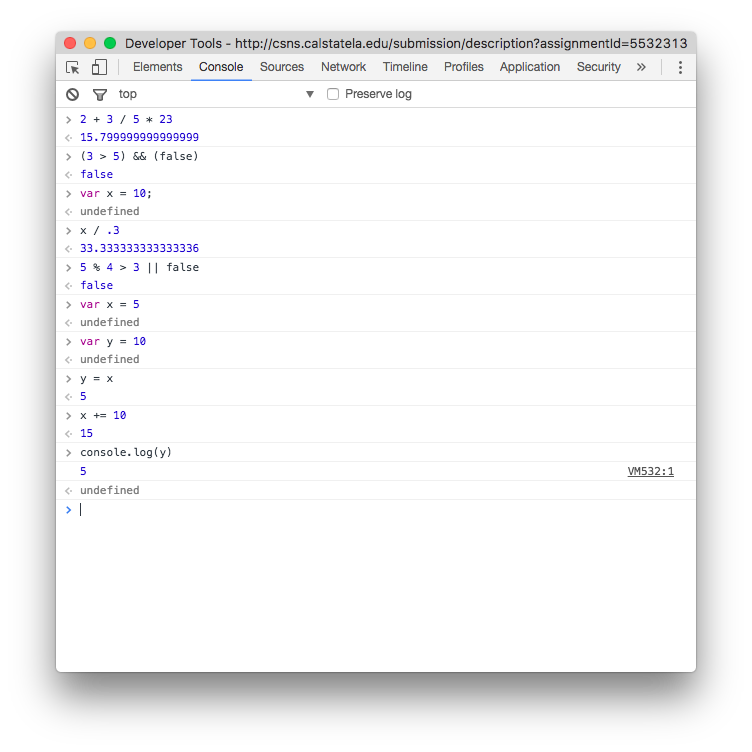 Developer Tools - http://csns.calstatela.edu/submission/description?assignmentId=5532313
Elements Console Sources Network Timeline Profiles Application Security »
top ▼ Preserve log
> 2 + 3 / 5 * 23
15.799999999999999
> (3 > 5) && (false)
false
> var x = 10;
undefined
> x / .3
33.333333333333336
> 5 % 4 > 3 || false
false
> var x = 5
undefined
> var y = 10
undefined
> y = x
5
> x += 10
15
> console.log(y)
5 VM532:1
undefined
>